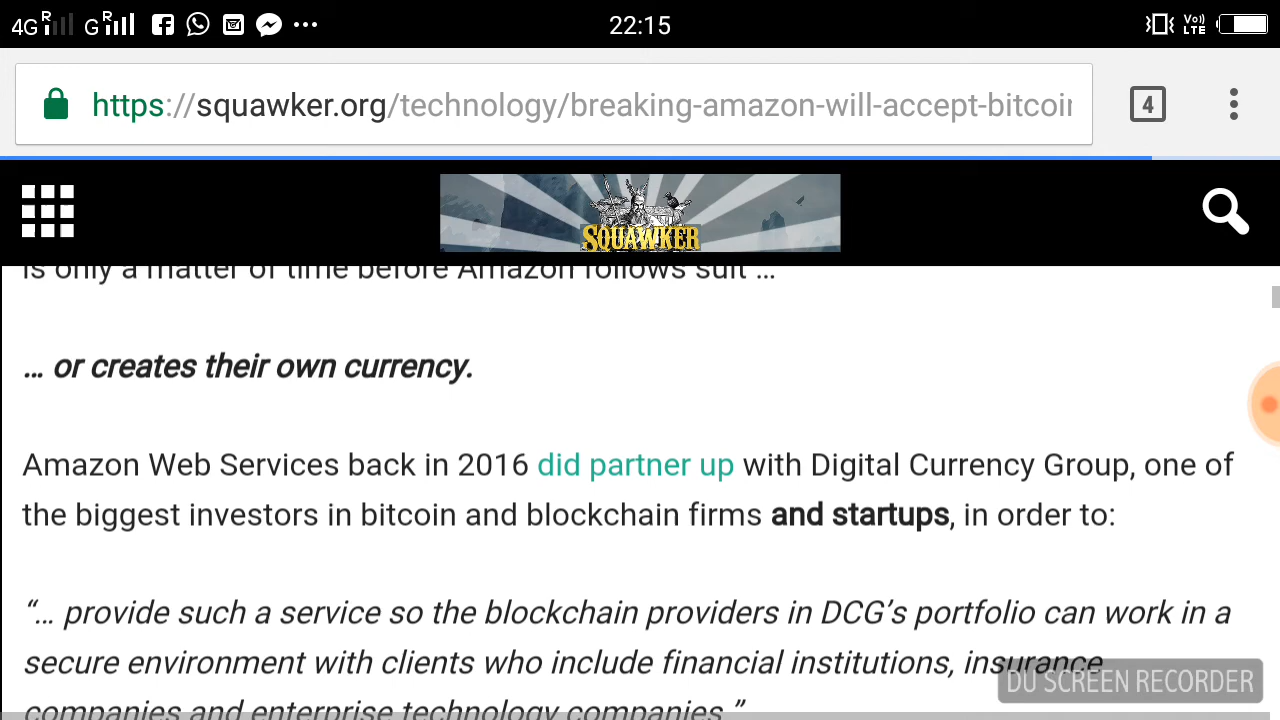 4G R G R 22:15 Vo) LTE
https://squawker.org/technology/breaking-amazon-will-accept-bitcoin
4
SQUAWKER
is only a matter of time before Amazon follows suit ...
... or creates their own currency.
Amazon Web Services back in 2016 did partner up with Digital Currency Group, one of
the biggest investors in bitcoin and blockchain firms and startups, in order to:
“... provide such a service so the blockchain providers in DCG’s portfolio can work in a
secure environment with clients who include financial institutions, insurance
companies and enterprise technology companies.”
DU SCREEN RECORDER